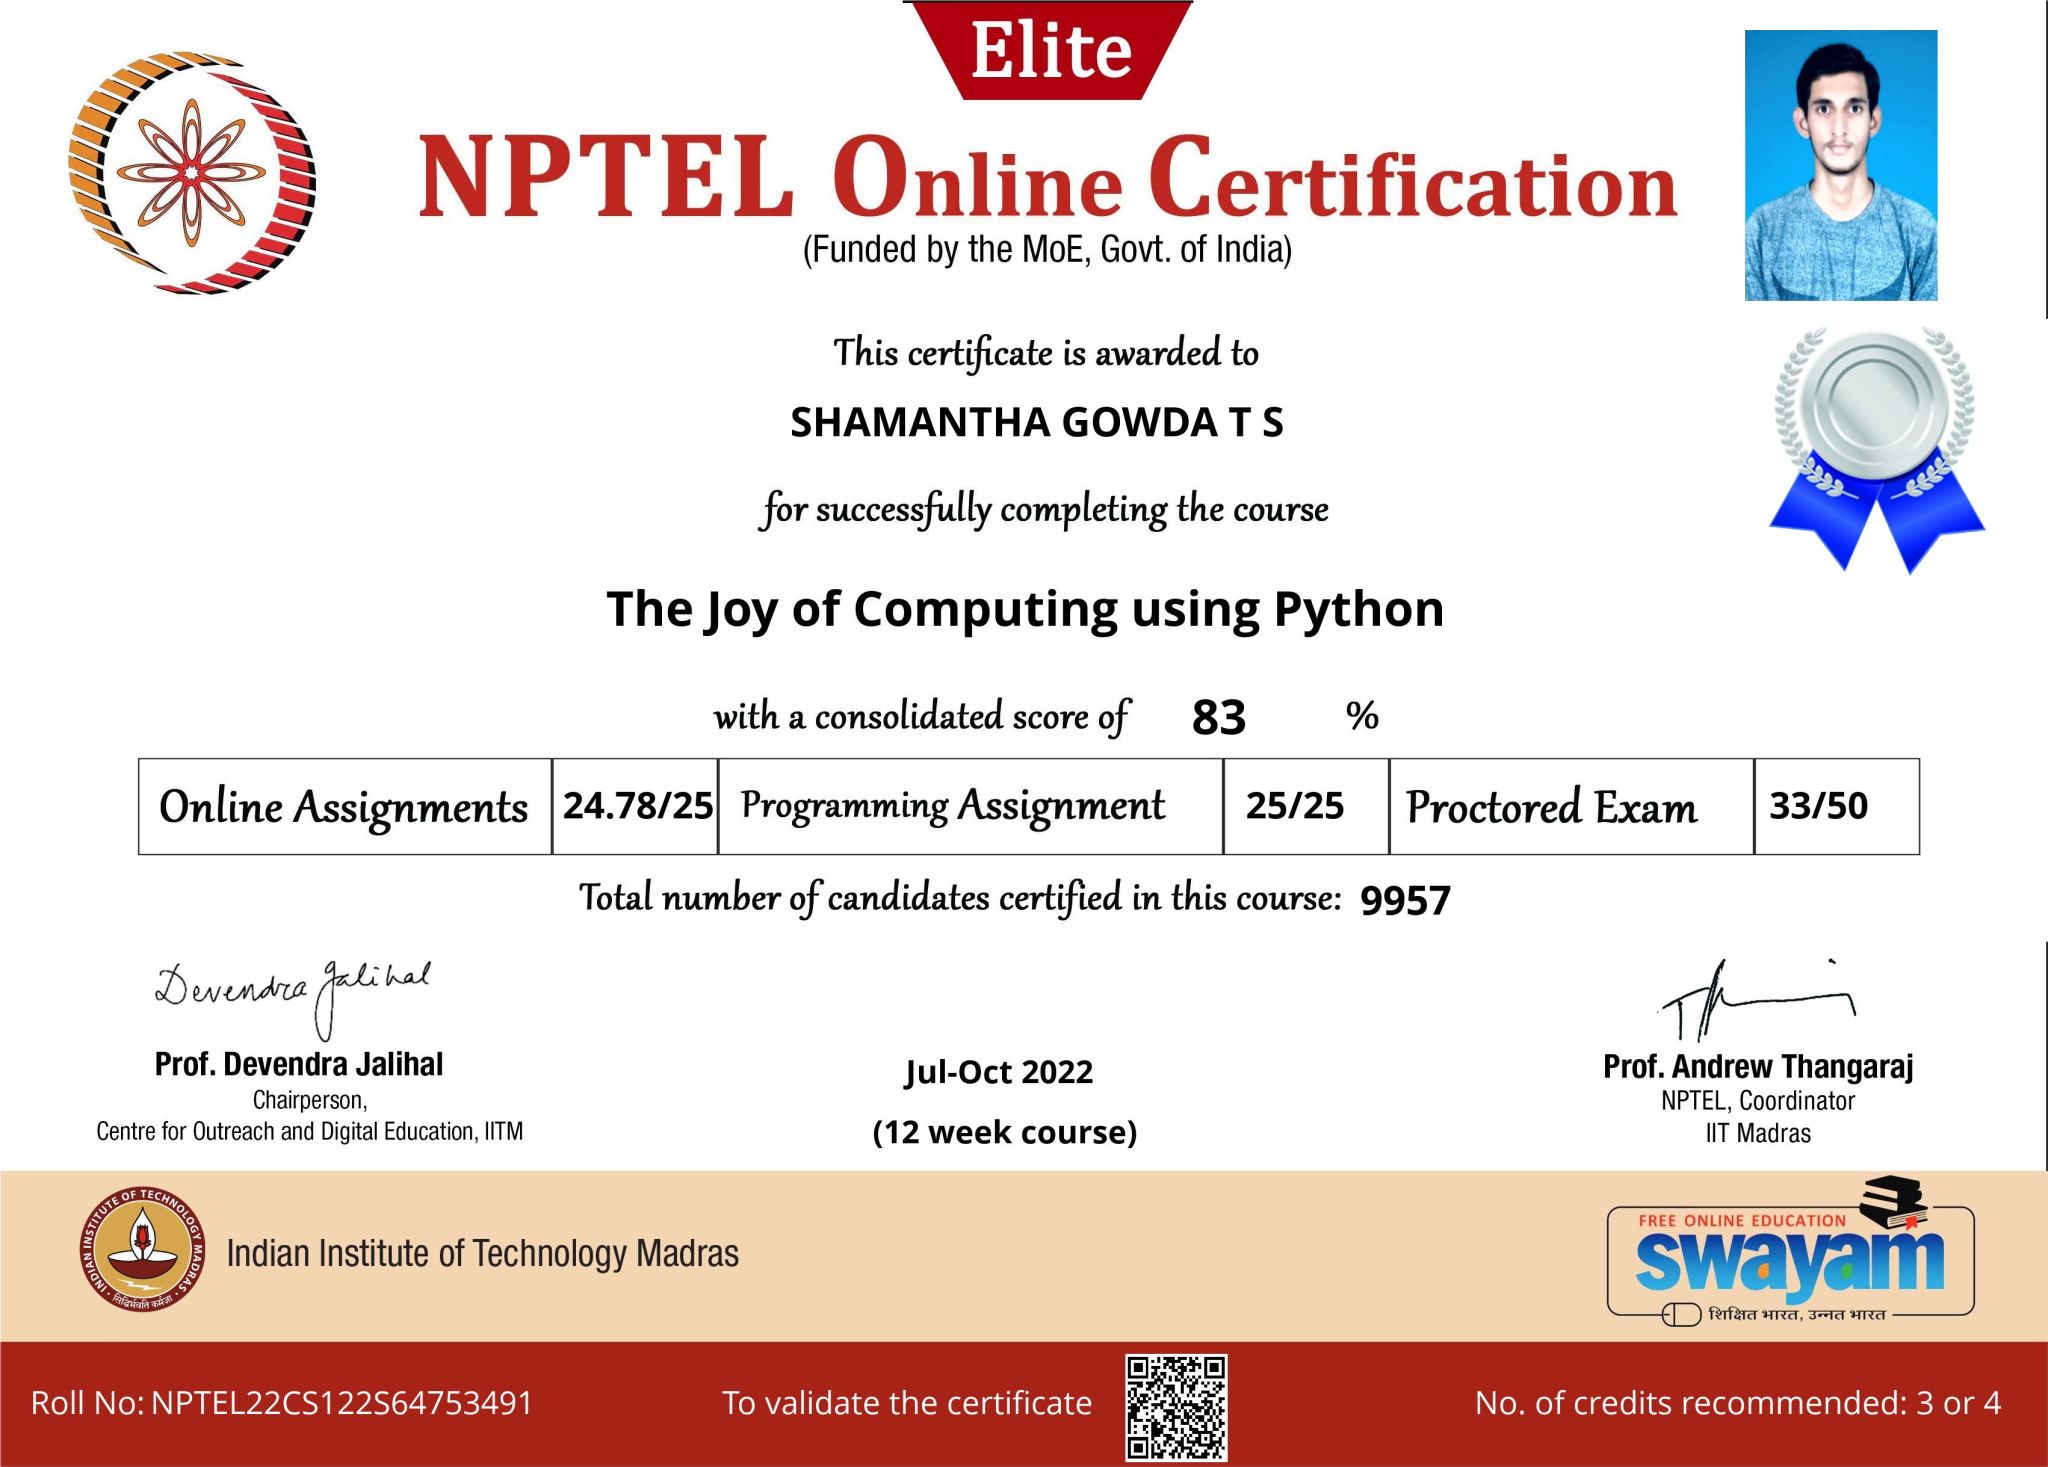 Elite
NPTEL Online Certification
(Funded by the MoE, Govt. of India)
This certificate is awarded to
SHAMANTHA GOWDA T S
for successfully completing the course
The Joy of Computing using Python
with a consolidated score of 83 %
Online Assignments 24.78/25 Programming Assignment 25/25 Proctored Exam 33/50
Total number of candidates certified in this course: 9957
Devendra Jalihal
Prof. Devendra Jalihal
Chairperson,
Centre for Outreach and Digital Education, IITM
Jul-Oct 2022
(12 week course)
Prof. Andrew Thangaraj
NPTEL, Coordinator
IIT Madras
INDIAN INSTITUTE OF TECHNOLOGY MADRAS
सिद्धिर्भवति कर्मजा
Indian Institute of Technology Madras
FREE ONLINE EDUCATION
swayam
शिक्षित भारत, उन्नत भारत
Roll No: NPTEL22CS122S64753491
To validate the certificate
No. of credits recommended: 3 or 4